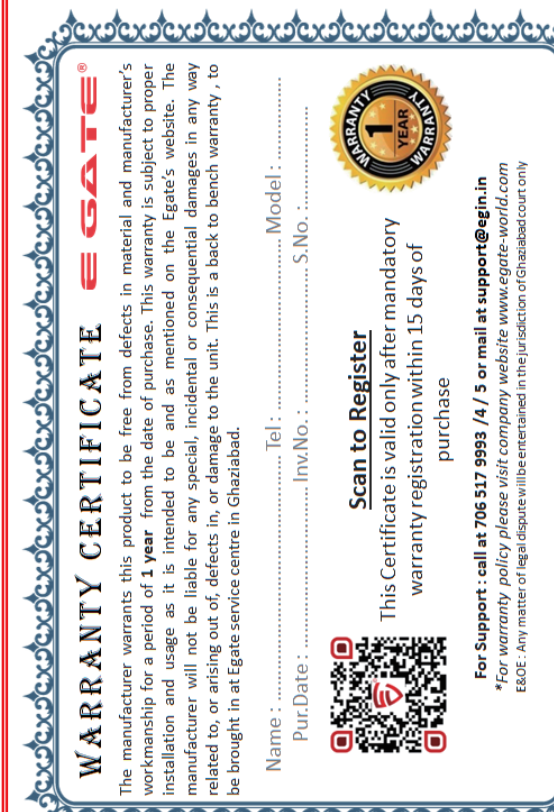 WARRANTY CERTIFICATE E GATE®
The manufacturer warrants this product to be free from defects in material and manufacturer's
workmanship for a period of 1 year from the date of purchase. This warranty is subject to proper
installation and usage as it is intended to be and as mentioned on the Egate's website. The
manufacturer will not be liable for any special, incidental or consequential damages in any way
related to, or arising out of, defects in, or damage to the unit. This is a back to bench warranty , to
be brought in at Egate service centre in Ghaziabad.
Name : ........................................ Tel : ........................................Model : ....................
Pur.Date : .............................. Inv.No. : .............................. S.No. : ....................
Scan to Register
This Certificate is valid only after mandatory
warranty registration within 15 days of
purchase
WARRANTY
1
YEAR
WARRANTY
For Support : call at 706 517 9993 /4 / 5 or mail at support@egin.in
*For warranty policy please visit company website www.egate-world.com
E&OE : Any matter of legal dispute will be entertained in the jurisdiction of Ghaziabad court only